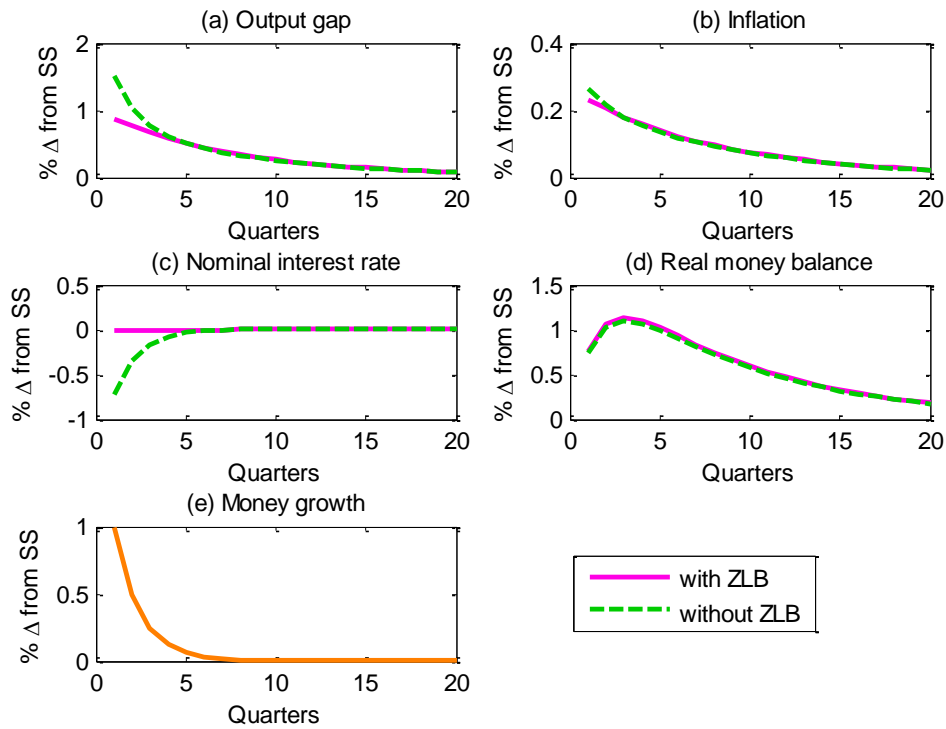 (a) Output gap
% Δ from SS
2
1
0
0 5 10 15 20
Quarters
(b) Inflation
% Δ from SS
0.4
0.2
0
0 5 10 15 20
Quarters
(c) Nominal interest rate
% Δ from SS
0.5
0
-0.5
-1
0 5 10 15 20
Quarters
(d) Real money balance
% Δ from SS
1.5
1
0.5
0
0 5 10 15 20
Quarters
(e) Money growth
% Δ from SS
1
0.5
0
0 5 10 15 20
Quarters
with ZLB
without ZLB